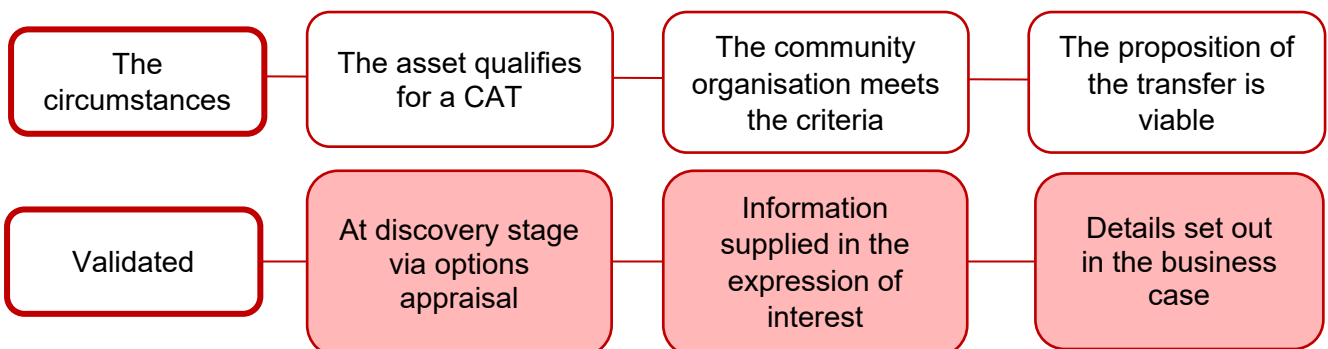 The
circumstances
The asset qualifies
for a CAT
The community
organisation meets
the criteria
The proposition of
the transfer is
viable
Validated
At discovery stage
via options
appraisal
Information
supplied in the
expression of
interest
Details set out
in the business
case